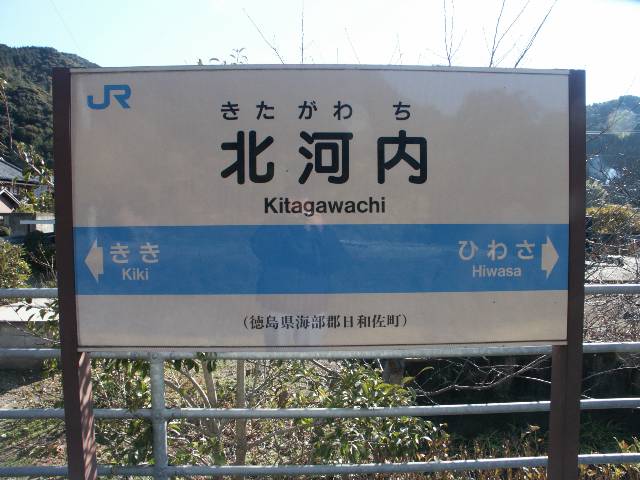 JR
きたがわち
北河内
Kitagawachi
きき ひわさ
Kiki Hiwasa
(徳島県海部郡日和佐町)